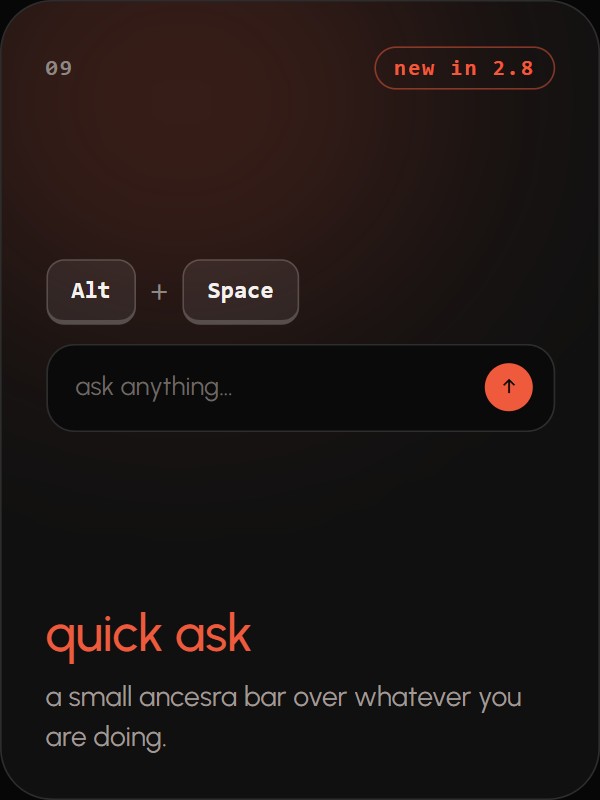 09
new in 2.8
Alt + Space
ask anything...
quick ask
a small ancesra bar over whatever you
are doing.